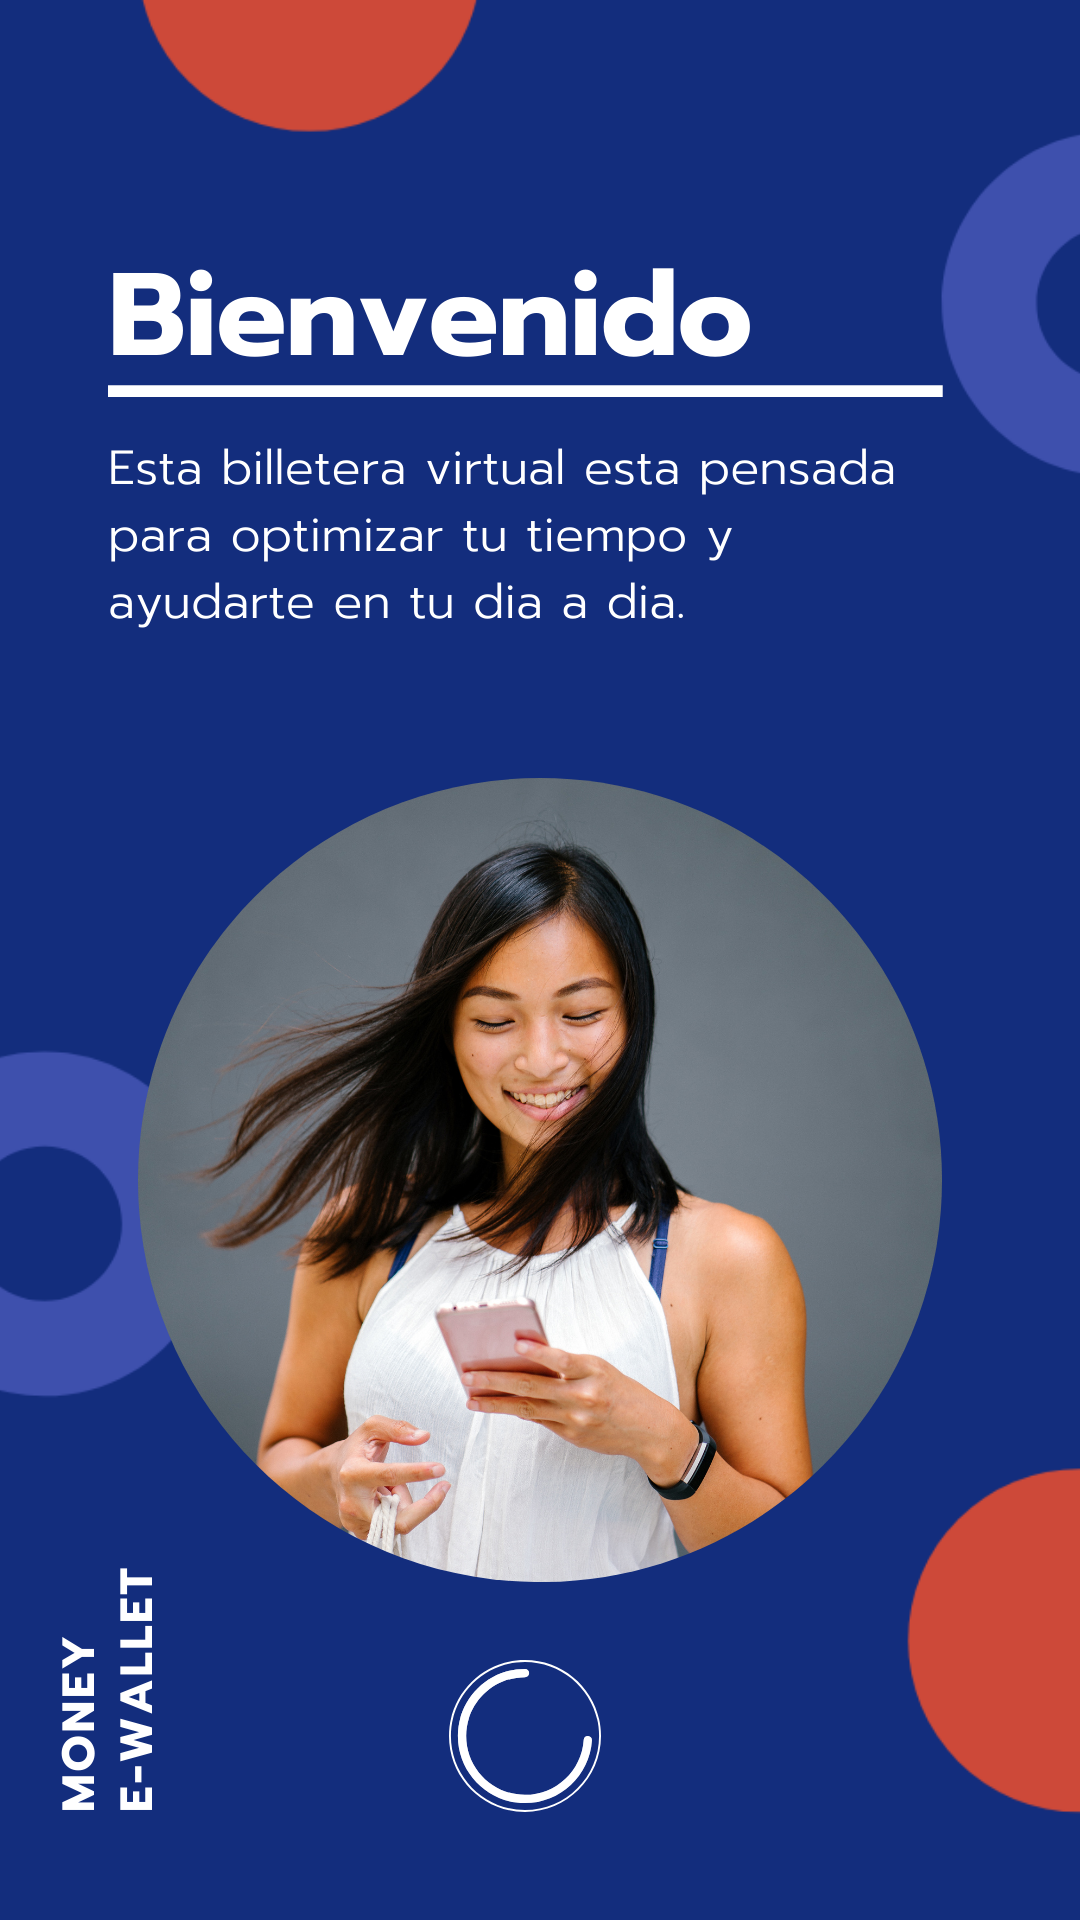 Bienvenido
Esta billetera virtual esta pensada
para optimizar tu tiempo y
ayudarte en tu dia a dia.
MONEY
E-WALLET